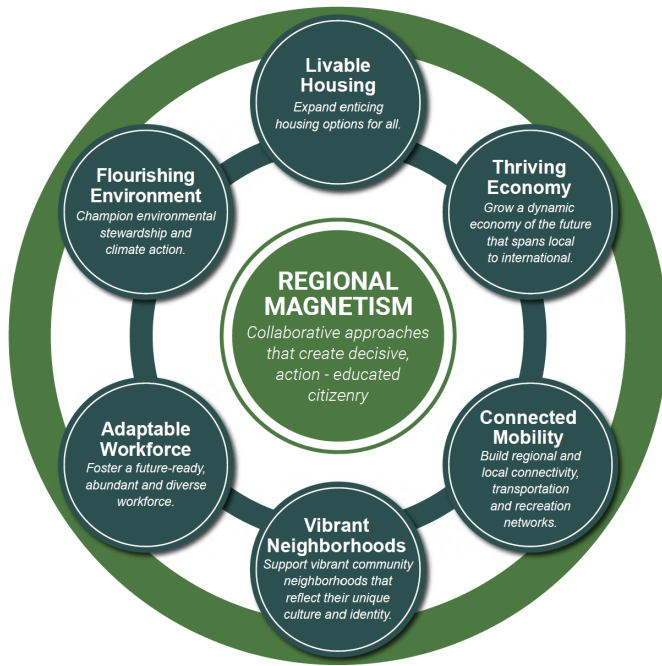 Livable
Housing
Expand enticing
housing options for all.
Thriving
Economy
Grow a dynamic
economy of the future
that spans local
to international.
Connected
Mobility
Build regional and
local connectivity,
transportation
and recreation
networks.
Vibrant
Neighborhoods
Support vibrant community
neighborhoods that
reflect their unique
culture and identity.
Adaptable
Workforce
Foster a future-ready,
abundant and diverse
workforce.
Flourishing
Environment
Champion environmental
stewardship and
climate action.
REGIONAL
MAGNETISM
Collaborative approaches
that create decisive,
action - educated
citizenry